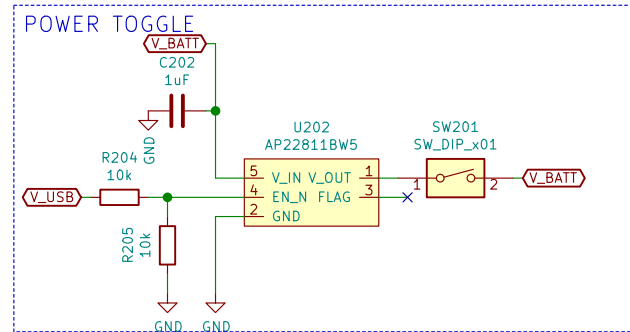 POWER TOGGLE
V_BATT
C202
1uF
GND
U202
AP22811BW5
SW201
SW_DIP_x01
R204
10k
5 V_IN V_OUT 1
1 2
V_BATT
V_USB
4 EN_N FLAG 3
2 GND
R205
10k
GND
GND